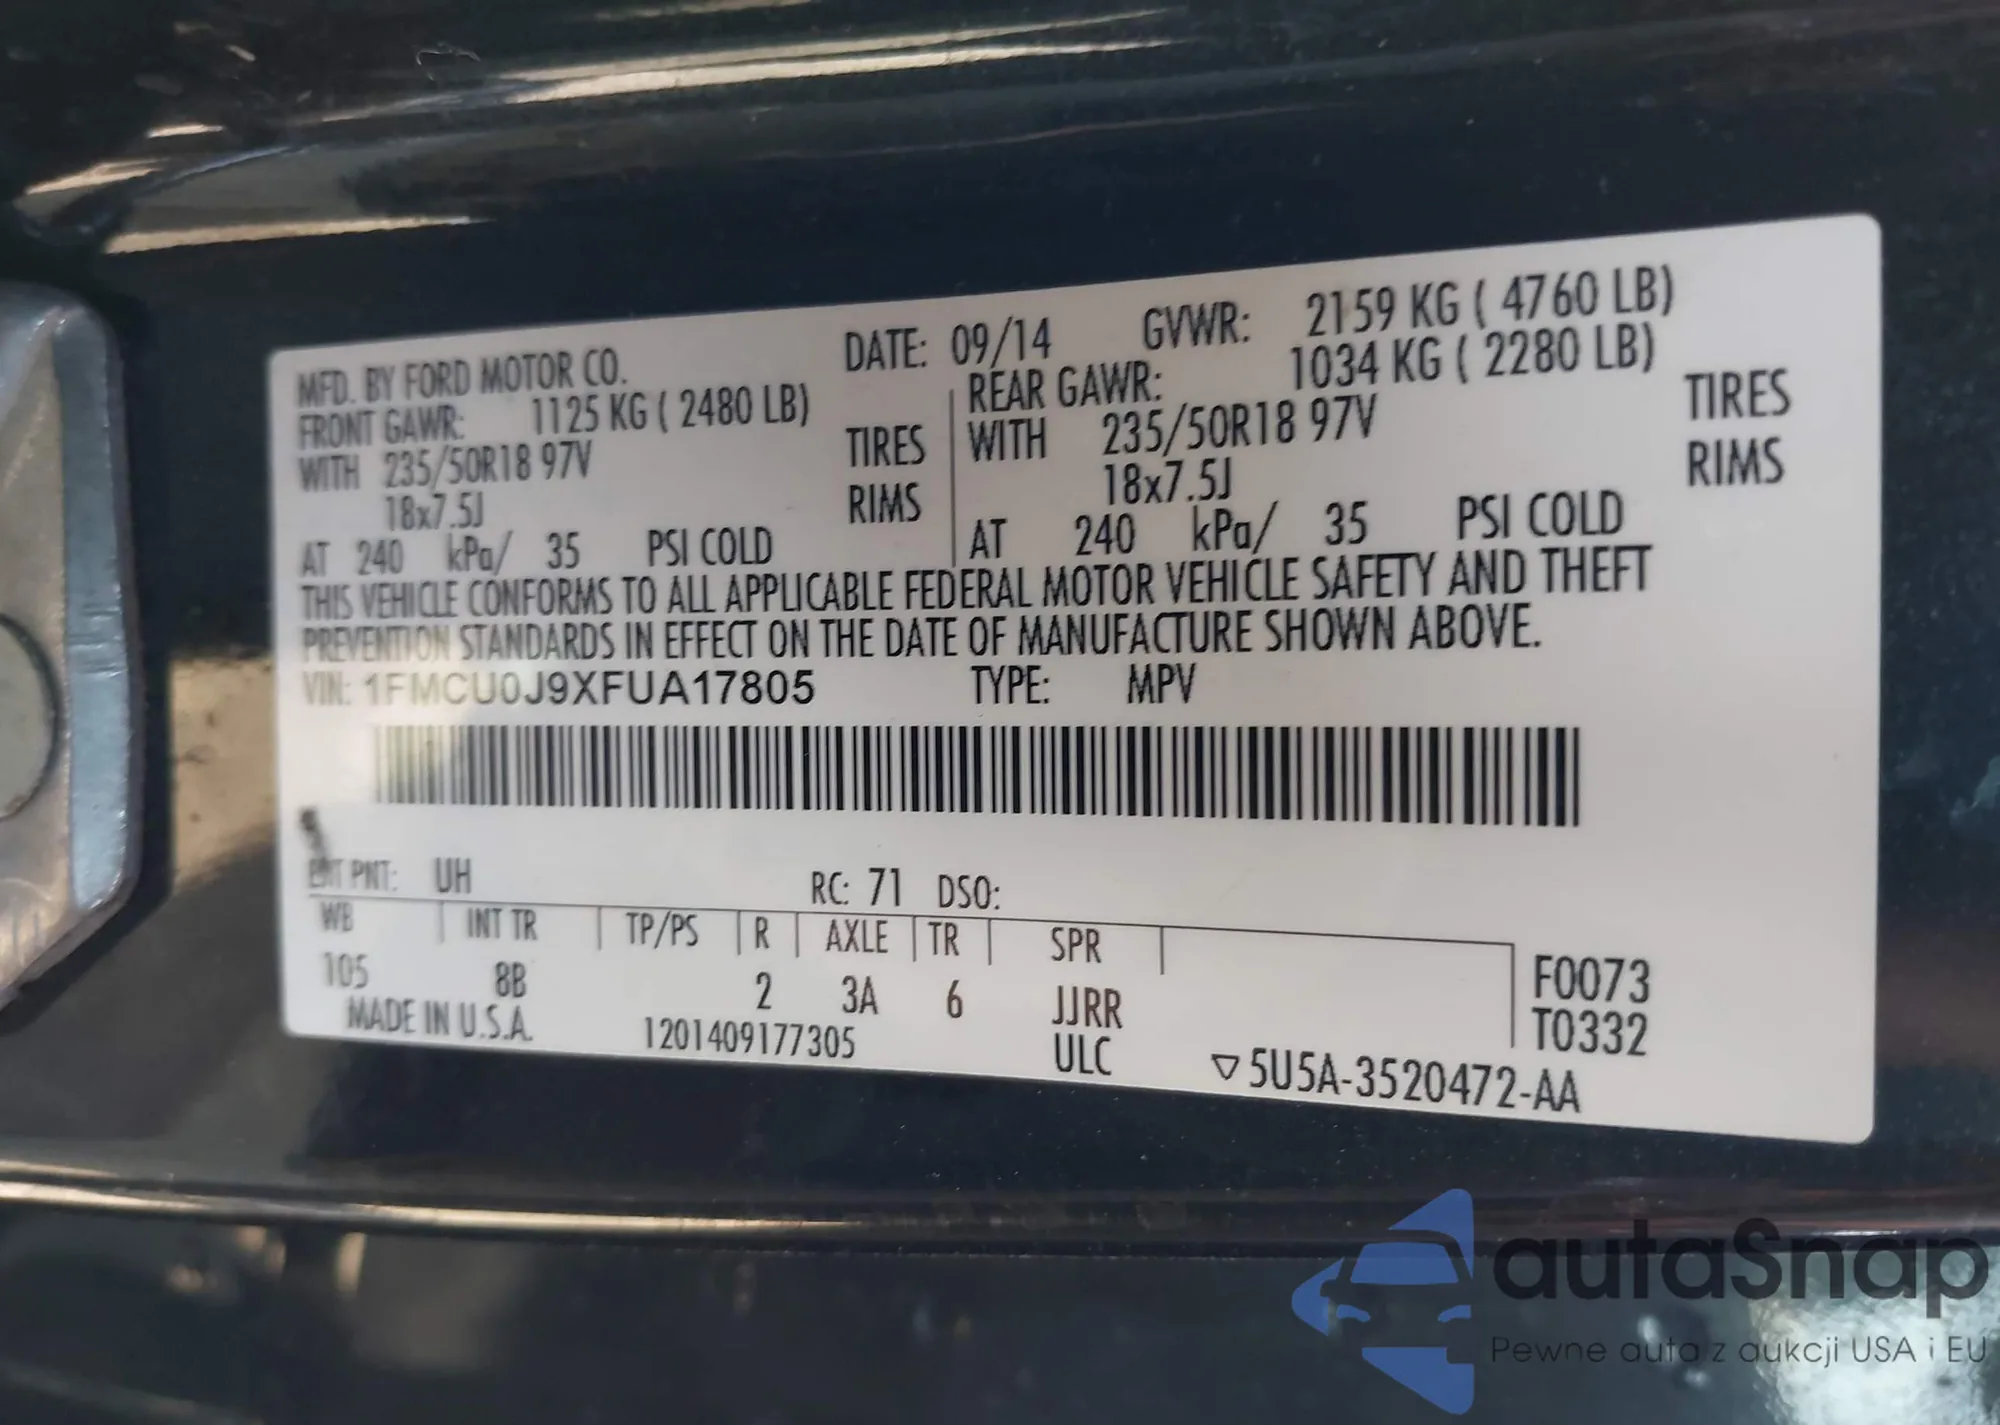 MFD. BY FORD MOTOR CO. DATE: 09/14 GVWR: 2159 KG ( 4760 LB)
FRONT GAWR: 1125 KG ( 2480 LB) REAR GAWR: 1034 KG ( 2280 LB)
WITH 235/50R18 97V TIRES WITH 235/50R18 97V TIRES
18x7.5J RIMS 18x7.5J RIMS
AT 240 kPa/ 35 PSI COLD AT 240 kPa/ 35 PSI COLD
THIS VEHICLE CONFORMS TO ALL APPLICABLE FEDERAL MOTOR VEHICLE SAFETY AND THEFT
PREVENTION STANDARDS IN EFFECT ON THE DATE OF MANUFACTURE SHOWN ABOVE.
VIN: 1FMCU0J9XFUA17805 TYPE: MPV
EXT PNT: UH RC: 71 DSO:
WB INT TR TP/PS R AXLE TR SPR
105 8B 2 3A 6 JJRR F0073
MADE IN U.S.A. 1201409177305 ULC T0332
▽5U5A-3520472-AA
autaSnap
Pewne auta z aukcji USA i EU